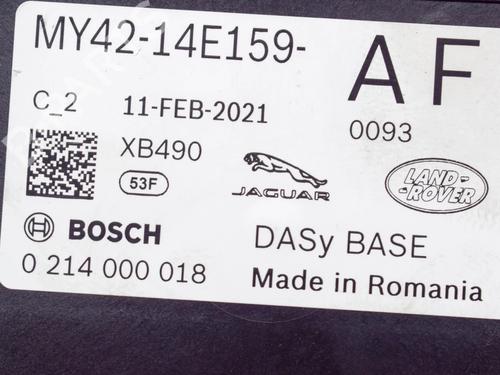 MY42-14E159-
A F
C_2 11-FEB-2021
0093
XB490
53F
JAGUAR
LAND-
ROVER
BOSCH
DASy BASE
0 214 000 018
Made in Romania